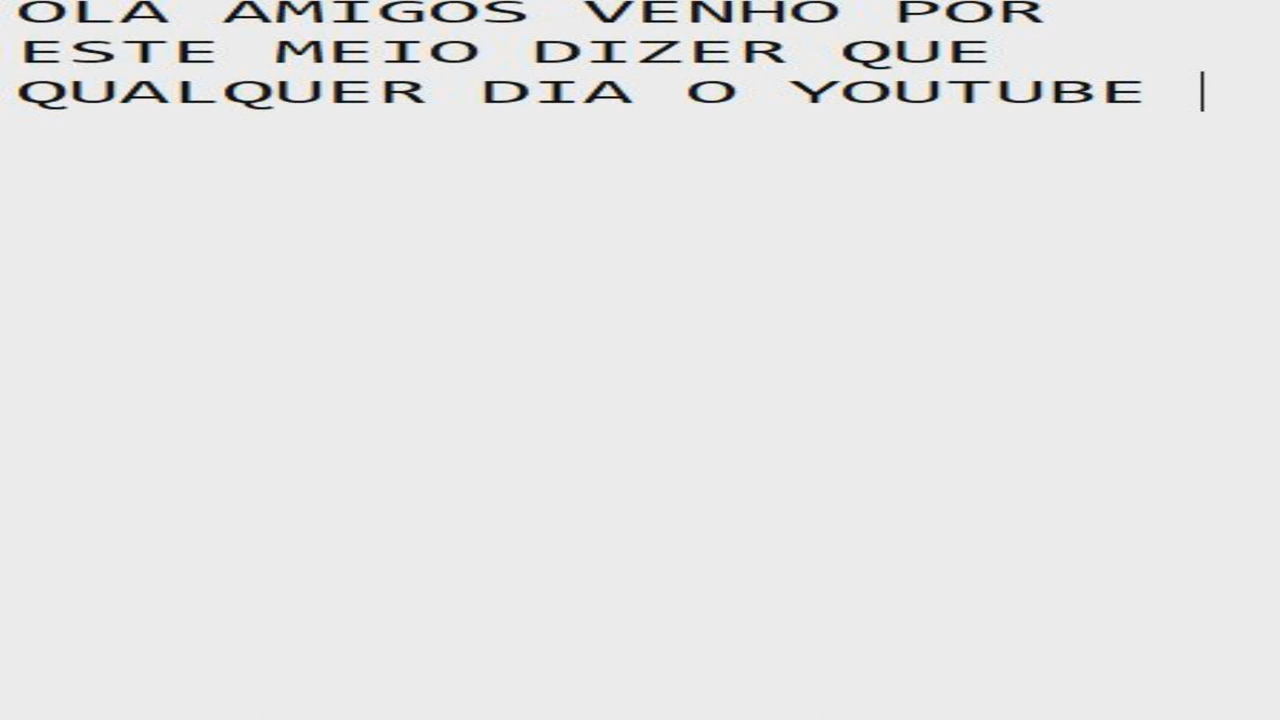 OLA AMIGOS VENHO POR
ESTE MEIO DIZER QUE
QUALQUER DIA O YOUTUBE